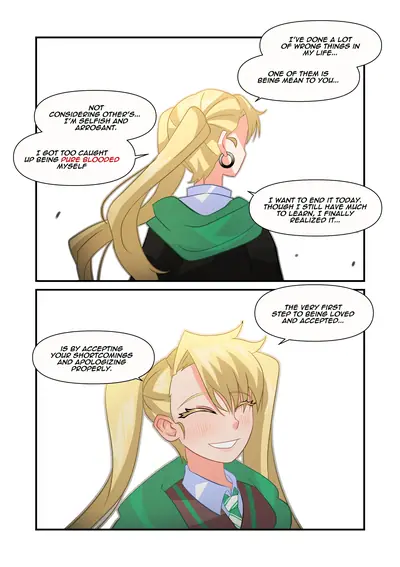 I'VE DONE A LOT
OF WRONG THINGS IN
MY LIFE...
ONE OF THEM IS
BEING MEAN TO YOU...
NOT
CONSIDERING OTHER'S...
I'M SELFISH AND
ARROGANT.
I GOT TOO CAUGHT
UP BEING PURE BLOODED
MYSELF
I WANT TO END IT TODAY.
THOUGH I STILL HAVE MUCH
TO LEARN, I FINALLY
REALIZED IT...
THE VERY FIRST
STEP TO BEING LOVED
AND ACCEPTED...
IS BY ACCEPTING
YOUR SHORTCOMINGS
AND APOLOGIZING
PROPERLY.